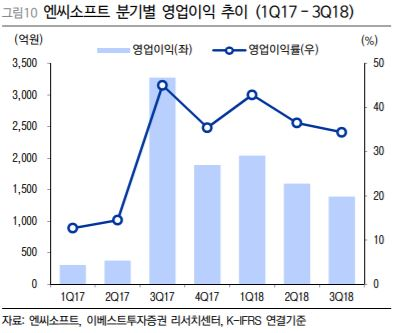 그림10 엔씨소프트 분기별 영업이익 추이 (1Q17 – 3Q18)
(억원) 영업이익(좌) 영업이익률(우) (%)
3,500 50
3,000
2,500 40
2,000 30
1,500 20
1,000
500 10
0 0
1Q17 2Q17 3Q17 4Q17 1Q18 2Q18 3Q18
자료: 엔씨소프트, 이베스트투자증권 리서치센터, K-IFRS 연결기준